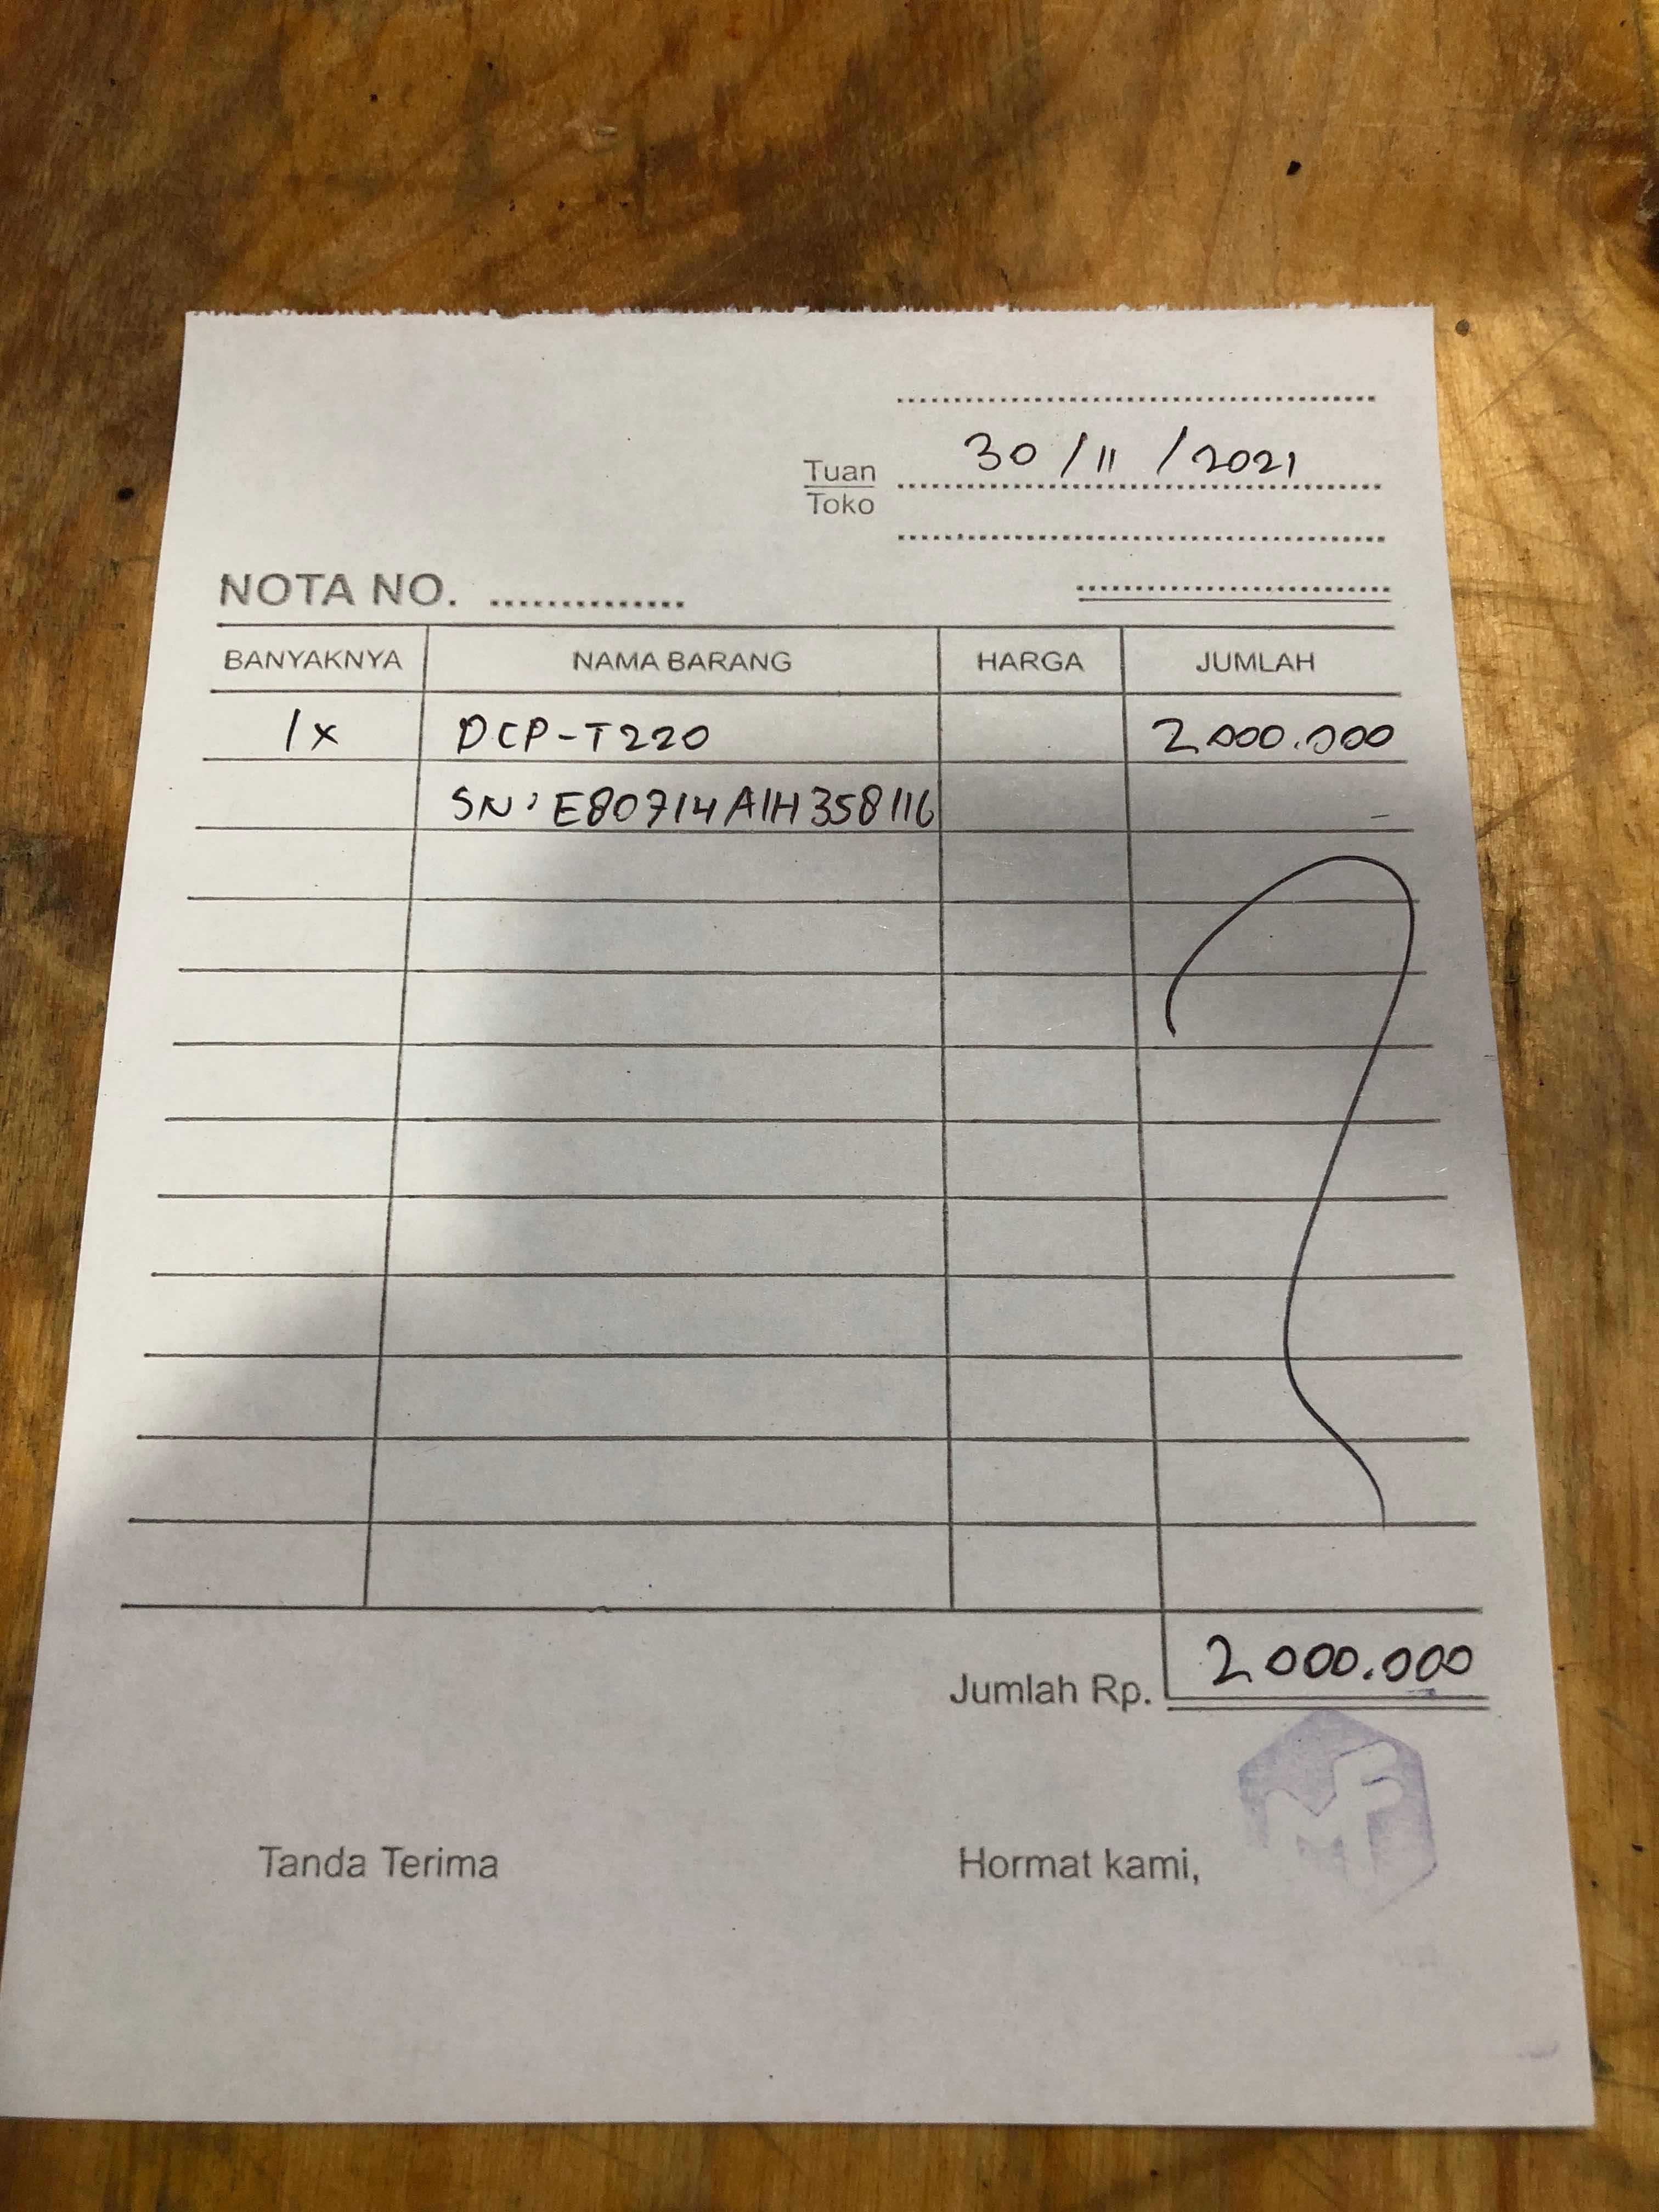 30/11/2021
Tuan
Toko
NOTA NO. ..............
BANYAKNYA NAMA BARANG HARGA JUMLAH
1x DCP-T220 2.000.000
SN: E80714A1H358116
Jumlah Rp. 2.000.000
Tanda Terima Hormat kami,
MF